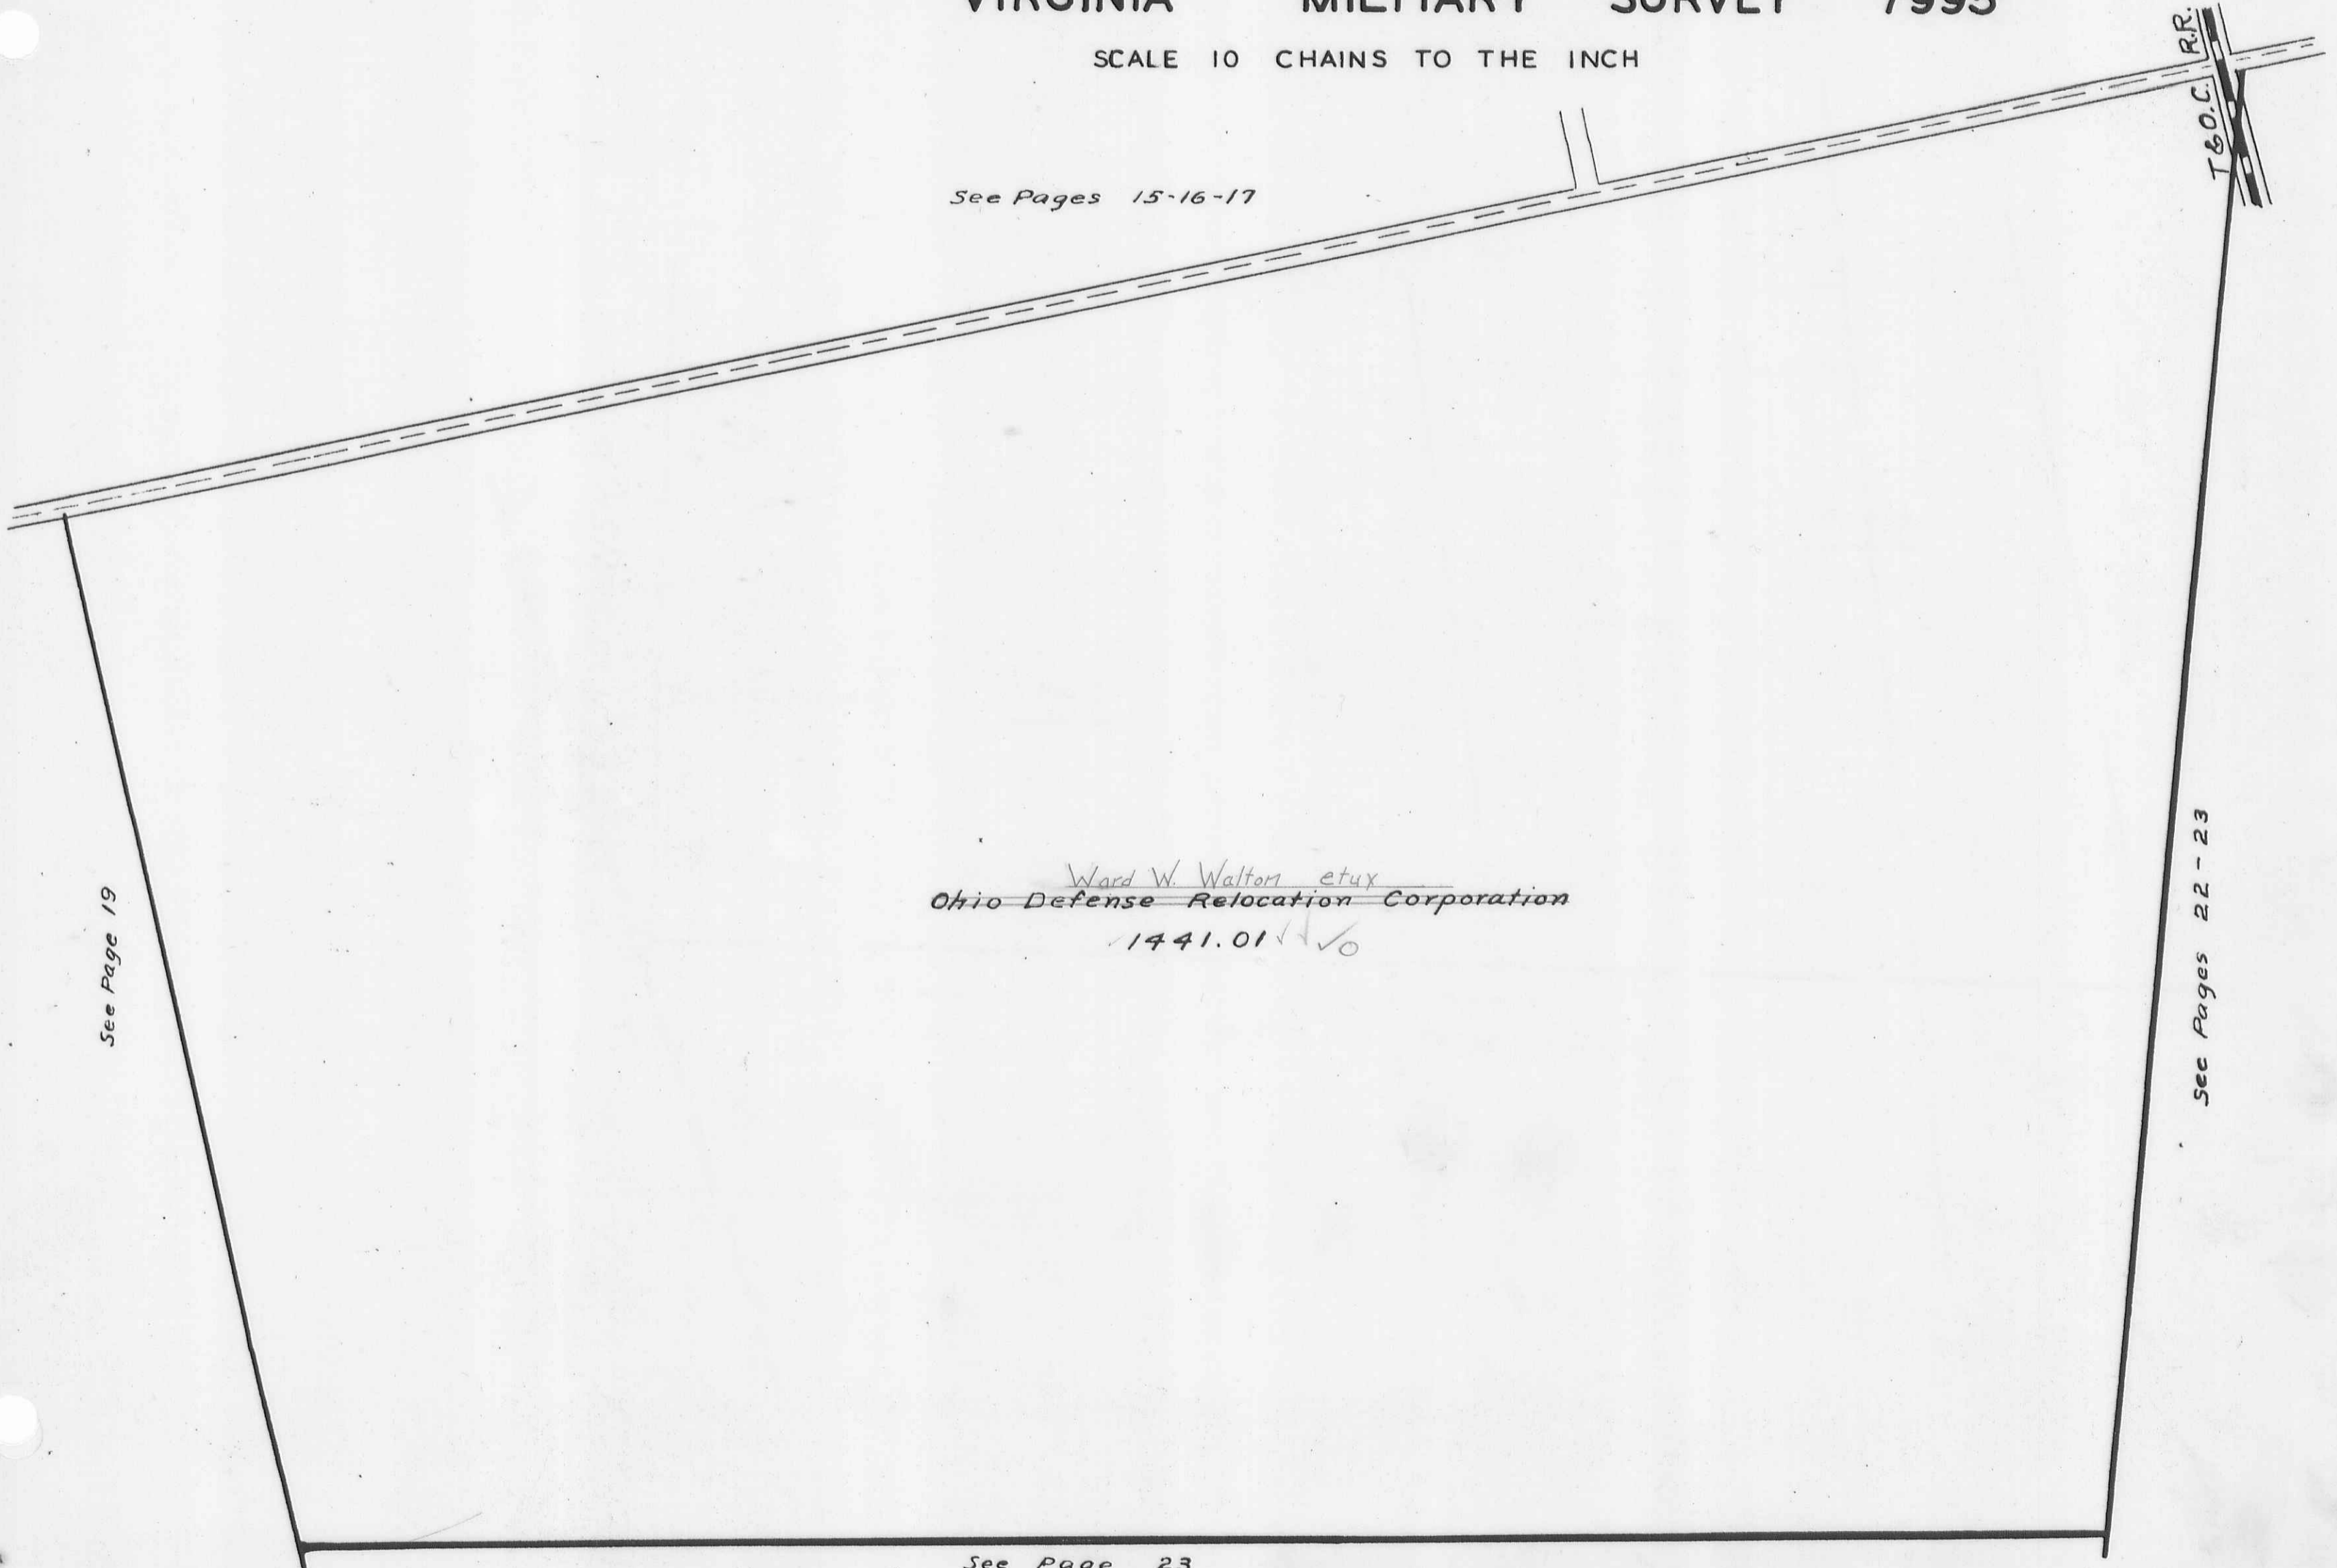 VIRGINIA MILITARY SURVEY 7995
SCALE 10 CHAINS TO THE INCH
T&O.C. R.R.
See Pages 15-16-17
See Page 19
Ward W. Walton etux
Ohio Defense Relocation Corporation
1441.01
See Pages 22-23
See Page 23